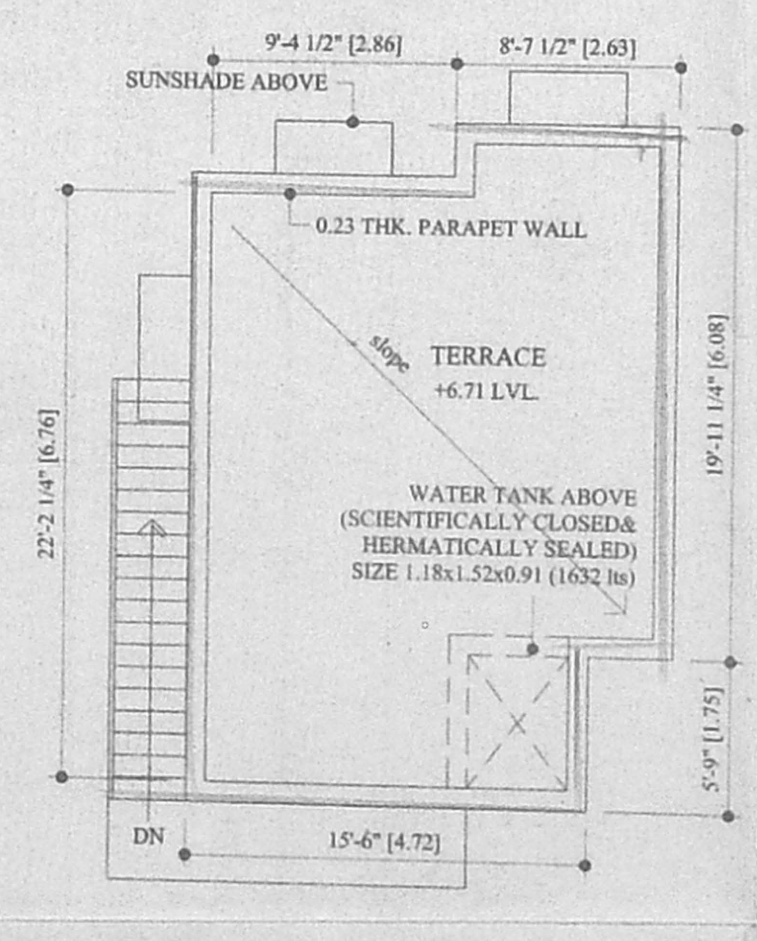 9'-4 1/2" [2.86]
8'-7 1/2" [2.63]
SUNSHADE ABOVE
0.23 THK. PARAPET WALL
slope
TERRACE
+6.71 LVL.
19'-11 1/4" [6.08]
22'-2 1/4" [6.76]
WATER TANK ABOVE
(SCIENTIFICALLY CLOSED&
HERMATICALLY SEALED)
SIZE 1.18x1.52x0.91 (1632 lts)
5'-9" [1.75]
DN
15'-6" [4.72]